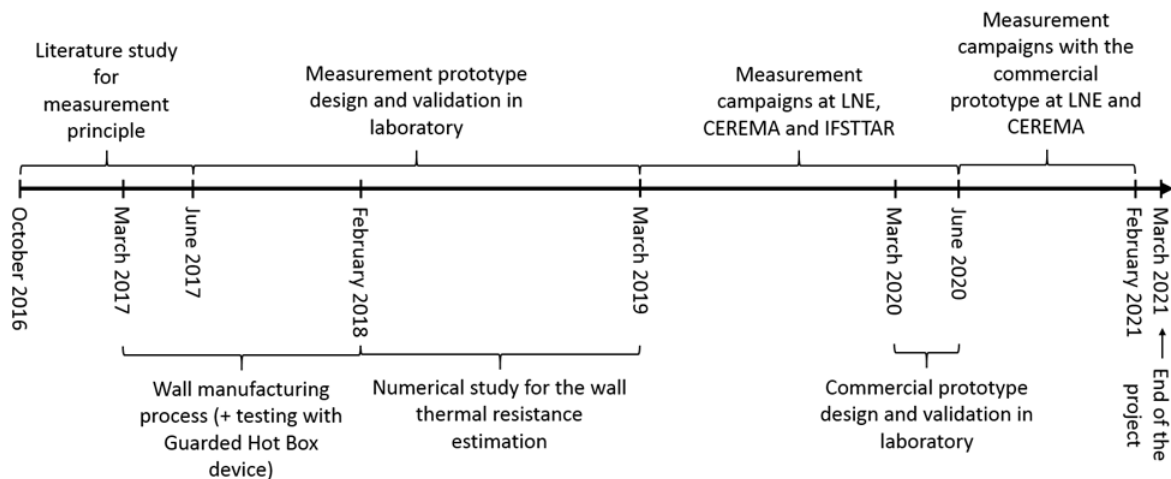 Literature study
for
measurement
principle
Measurement prototype
design and validation in
laboratory
Measurement
campaigns at LNE,
CEREMA and IFSTTAR
Measurement
campaigns with the
commercial
prototype at LNE and
CEREMA
October 2016
March 2017
June 2017
February 2018
March 2019
March 2020
June 2020
February 2021
March 2021
End of the
project
Wall manufacturing
process (+ testing with
Guarded Hot Box
device)
Numerical study for the wall
thermal resistance
estimation
Commercial prototype
design and validation in
laboratory